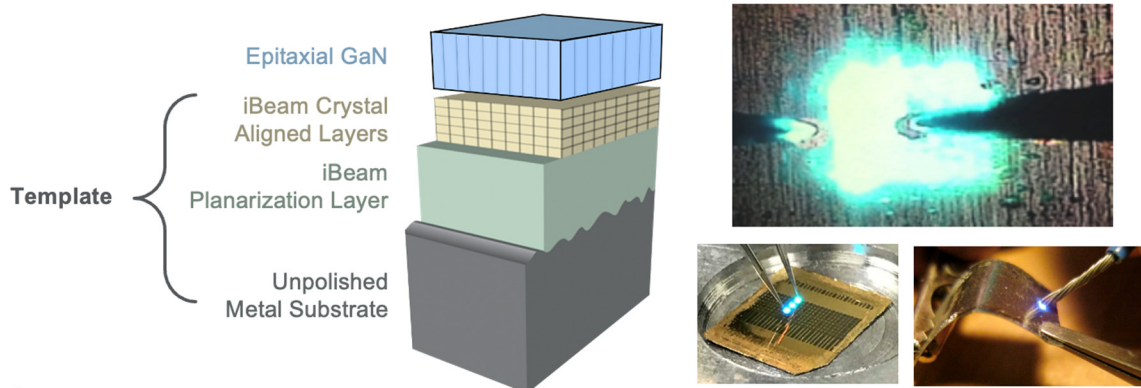 Epitaxial GaN
iBeam Crystal
Aligned Layers
iBeam
Planarization Layer
Template
Unpolished
Metal Substrate